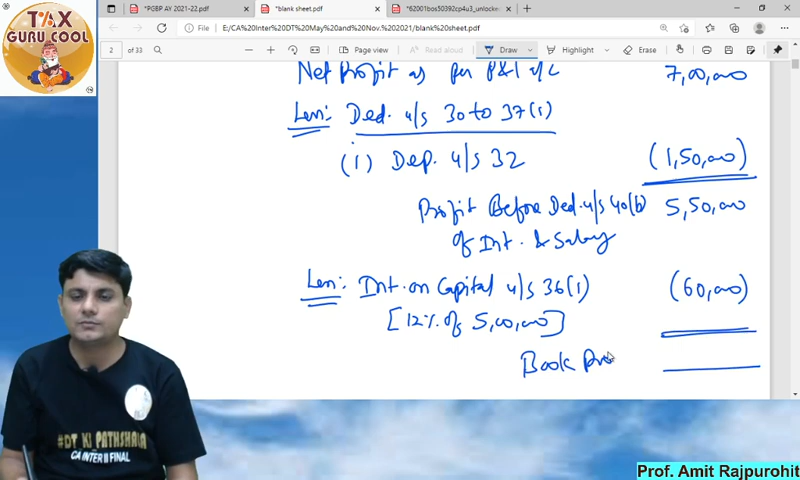 TAX
GURU COOL
*PGBP AY 2021-22.pdf
*blank sheet.pdf
*62001bos50392cp4u3_unlocke
E:/CA%20Inter%20DT%20May%20and%20Nov.%202021/blank%20sheet.pdf
2 of 33
Page view
Read aloud
Draw
Highlight
Erase
Net Profit as per P&L a/c 7,00,000
Less: Ded. u/s 30 to 37(1)
(i) Dep. u/s 32 (1,50,000)
Profit Before Ded. u/s 40(b) 5,50,000
of Int. & Salary
Less: Int. on Capital u/s 36(1) (60,000)
[12% of 5,00,000]
Book Pro
#DT KI PATHSHALA
CA INTER II FINAL
Prof. Amit Rajpurohit